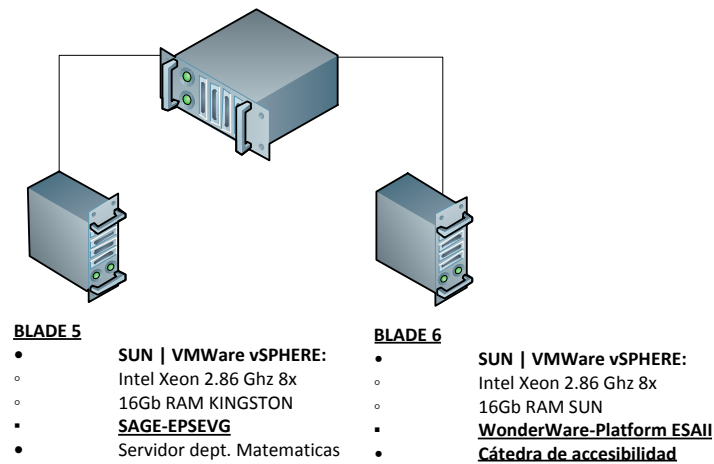 BLADE 5
• SUN | VMWare vSPHERE:
○ Intel Xeon 2.86 Ghz 8x
○ 16Gb RAM KINGSTON
▪ SAGE-EPSEVG
• Servidor dept. Matematicas
BLADE 6
• SUN | VMWare vSPHERE:
○ Intel Xeon 2.86 Ghz 8x
○ 16Gb RAM SUN
▪ WonderWare-Platform ESAII
• Cátedra de accesibilidad